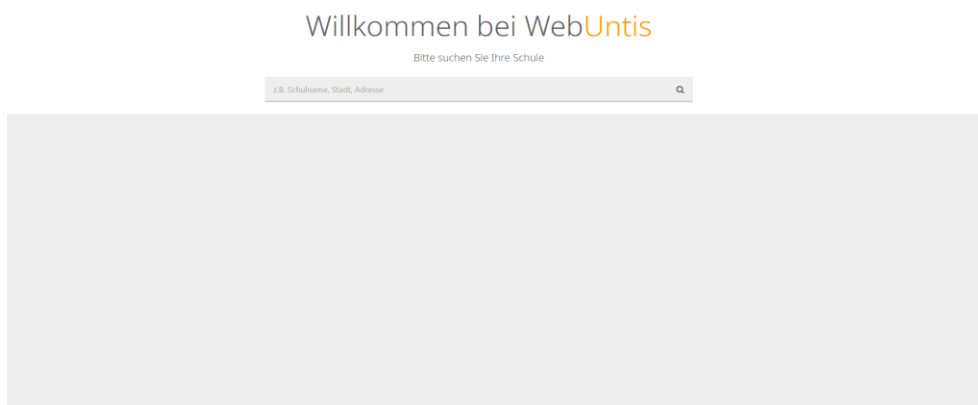 Willkommen bei WebUntis
Bitte suchen Sie Ihre Schule
z.B. Schulname, Stadt, Adresse